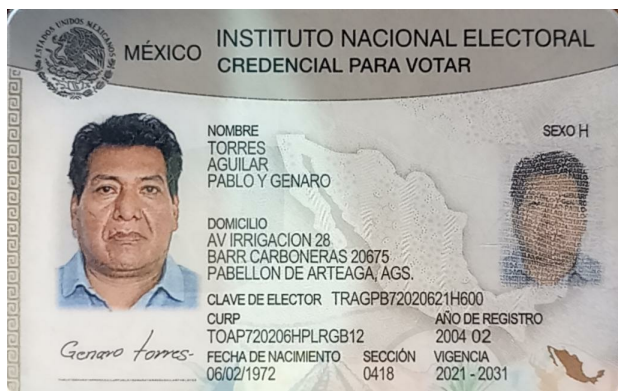 MÉXICO
INSTITUTO NACIONAL ELECTORAL
CREDENCIAL PARA VOTAR
NOMBRE
SEXO H
TORRES
AGUILAR
PABLO Y GENARO
DOMICILIO
AV IRRIGACION 28
BARR CARBONERAS 20675
PABELLON DE ARTEAGA, AGS.
CLAVE DE ELECTOR TRAGPB72020621H600
CURP
AÑO DE REGISTRO
TOAP720206HPLRGB12
2004 02
FECHA DE NACIMIENTO SECCIÓN VIGENCIA
06/02/1972 0418 2021 - 2031
Genaro torres